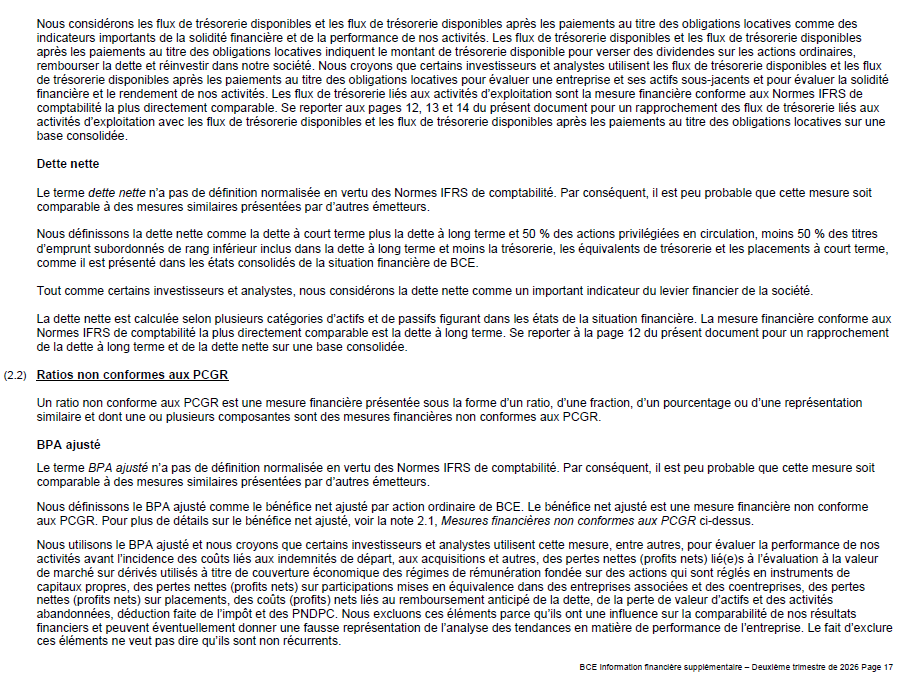 Nous considérons les flux de trésorerie disponibles et les flux de trésorerie disponibles après les paiements au titre des obligations locatives comme des
indicateurs importants de la solidité financière et de la performance de nos activités. Les flux de trésorerie disponibles et les flux de trésorerie disponibles
après les paiements au titre des obligations locatives indiquent le montant de trésorerie disponible pour verser des dividendes sur les actions ordinaires,
rembourser la dette et réinvestir dans notre société. Nous croyons que certains investisseurs et analystes utilisent les flux de trésorerie disponibles et les flux
de trésorerie disponibles après les paiements au titre des obligations locatives pour évaluer une entreprise et ses actifs sous-jacents et pour évaluer la solidité
financière et le rendement de nos activités. Les flux de trésorerie liés aux activités d'exploitation sont la mesure financière conforme aux Normes IFRS de
comptabilité la plus directement comparable. Se reporter aux pages 12, 13 et 14 du présent document pour un rapprochement des flux de trésorerie liés aux
activités d'exploitation avec les flux de trésorerie disponibles et les flux de trésorerie disponibles après les paiements au titre des obligations locatives sur une
base consolidée.
Dette nette
Le terme dette nette n'a pas de définition normalisée en vertu des Normes IFRS de comptabilité. Par conséquent, il est peu probable que cette mesure soit
comparable à des mesures similaires présentées par d'autres émetteurs.
Nous définissons la dette nette comme la dette à court terme plus la dette à long terme et 50 % des actions privilégiées en circulation, moins 50 % des titres
d'emprunt subordonnés de rang inférieur inclus dans la dette à long terme et moins la trésorerie, les équivalents de trésorerie et les placements à court terme,
comme il est présenté dans les états consolidés de la situation financière de BCE.
Tout comme certains investisseurs et analystes, nous considérons la dette nette comme un important indicateur du levier financier de la société.
La dette nette est calculée selon plusieurs catégories d'actifs et de passifs figurant dans les états de la situation financière. La mesure financière conforme aux
Normes IFRS de comptabilité la plus directement comparable est la dette à long terme. Se reporter à la page 12 du présent document pour un rapprochement
de la dette à long terme et de la dette nette sur une base consolidée.
(2.2) Ratios non conformes aux PCGR
Un ratio non conforme aux PCGR est une mesure financière présentée sous la forme d'un ratio, d'une fraction, d'un pourcentage ou d'une représentation
similaire et dont une ou plusieurs composantes sont des mesures financières non conformes aux PCGR.
BPA ajusté
Le terme BPA ajusté n'a pas de définition normalisée en vertu des Normes IFRS de comptabilité. Par conséquent, il est peu probable que cette mesure soit
comparable à des mesures similaires présentées par d'autres émetteurs.
Nous définissons le BPA ajusté comme le bénéfice net ajusté par action ordinaire de BCE. Le bénéfice net ajusté est une mesure financière non conforme
aux PCGR. Pour plus de détails sur le bénéfice net ajusté, voir la note 2.1, Mesures financières non conformes aux PCGR ci-dessus.
Nous utilisons le BPA ajusté et nous croyons que certains investisseurs et analystes utilisent cette mesure, entre autres, pour évaluer la performance de nos
activités avant l'incidence des coûts liés aux indemnités de départ, aux acquisitions et autres, des pertes nettes (profits nets) lié(e)s à l'évaluation à la valeur
de marché sur dérivés utilisés à titre de couverture économique des régimes de rémunération fondée sur des actions qui sont réglés en instruments de
capitaux propres, des pertes nettes (profits nets) sur participations mises en équivalence dans des entreprises associées et des coentreprises, des pertes
nettes (profits nets) sur placements, des coûts (profits) nets liés au remboursement anticipé de la dette, de la perte de valeur d'actifs et des activités
abandonnées, déduction faite de l'impôt et des PNDPC. Nous excluons ces éléments parce qu'ils ont une influence sur la comparabilité de nos résultats
financiers et peuvent éventuellement donner une fausse représentation de l'analyse des tendances en matière de performance de l'entreprise. Le fait d'exclure
ces éléments ne veut pas dire qu'ils sont non récurrents.
BCE Information financière supplémentaire – Deuxième trimestre de 2026 Page 17